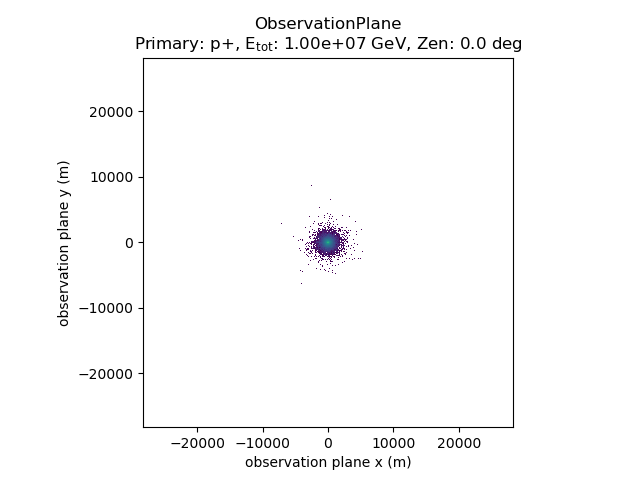 ObservationPlane
Primary: p+, E_tot: 1.00e+07 GeV, Zen: 0.0 deg
observation plane y (m)
20000
10000
0
−10000
−20000
−20000 −10000 0 10000 20000
observation plane x (m)